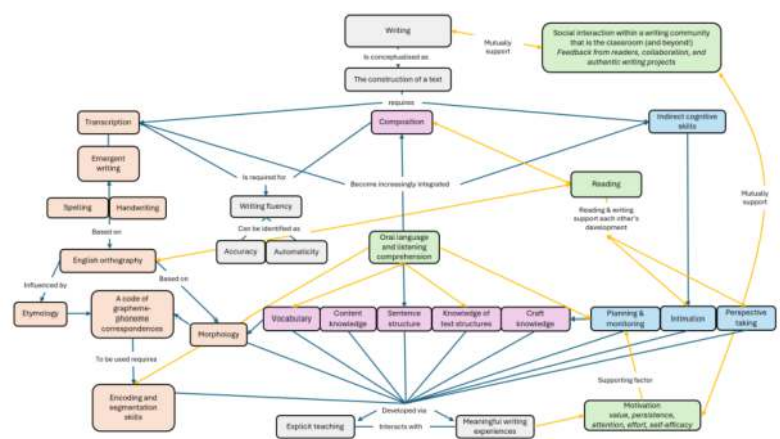 Writing
Social interaction within a writing community
that is the classroom (and beyond!)
Feedback from readers, collaboration, and
authentic writing projects
Mutually
support
Is conceptualised as
The construction of a text
requires
Transcription
Composition
Indirect cognitive
skills
Emergent
writing
Is required for
Become increasingly integrated
Reading
Mutually
support
Spelling
Handwriting
Writing fluency
Reading & writing
support each other's
development
Based on
Can be identified as
Accuracy
Automaticity
Oral language
and listening
comprehension
English orthography
Influenced by
Based on
Etymology
A code of
grapheme-
phoneme
correspondences
Morphology
Vocabulary
Content
knowledge
Sentence
structure
Knowledge of
text structures
Craft
knowledge
Planning &
monitoring
Intimation
Perspective
taking
To be used requires
Supporting factor
Encoding and
segmentation
skills
Developed via
Explicit teaching
Interacts with
Meaningful writing
experiences
Motivation
value, persistence,
attention, effort, self-efficacy